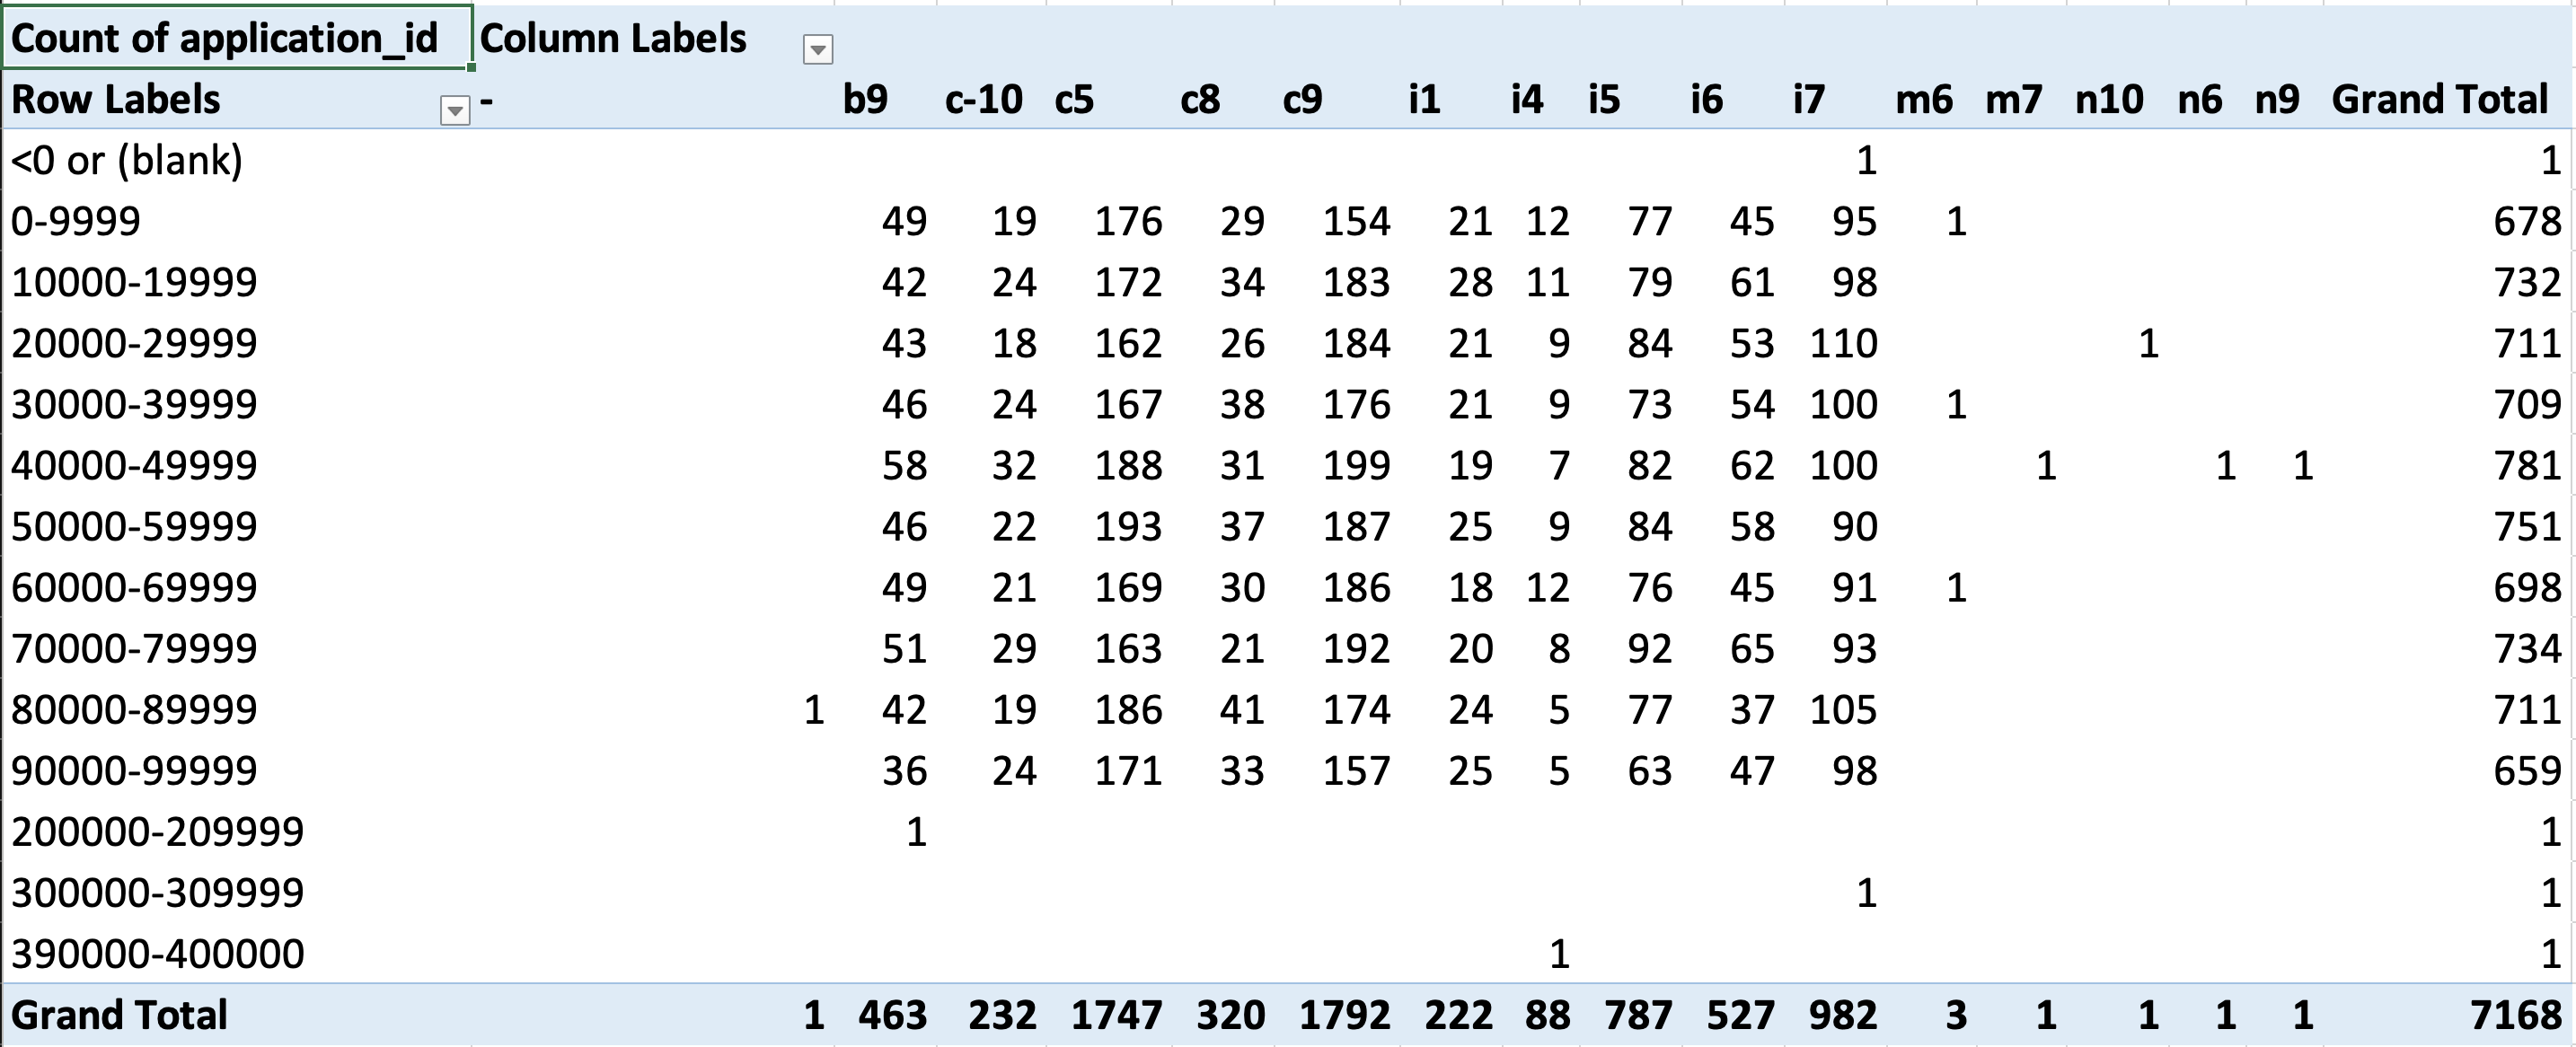 Count of application_id Column Labels
Row Labels - b9 c-10 c5 c8 c9 i1 i4 i5 i6 i7 m6 m7 n10 n6 n9 Grand Total
<0 or (blank) 1 1
0-9999 49 19 176 29 154 21 12 77 45 95 1 678
10000-19999 42 24 172 34 183 28 11 79 61 98 732
20000-29999 43 18 162 26 184 21 9 84 53 110 1 711
30000-39999 46 24 167 38 176 21 9 73 54 100 1 709
40000-49999 58 32 188 31 199 19 7 82 62 100 1 1 1 781
50000-59999 46 22 193 37 187 25 9 84 58 90 751
60000-69999 49 21 169 30 186 18 12 76 45 91 1 698
70000-79999 51 29 163 21 192 20 8 92 65 93 734
80000-89999 1 42 19 186 41 174 24 5 77 37 105 711
90000-99999 36 24 171 33 157 25 5 63 47 98 659
200000-209999 1 1
300000-309999 1 1
390000-400000 1 1
Grand Total 1 463 232 1747 320 1792 222 88 787 527 982 3 1 1 1 1 7168